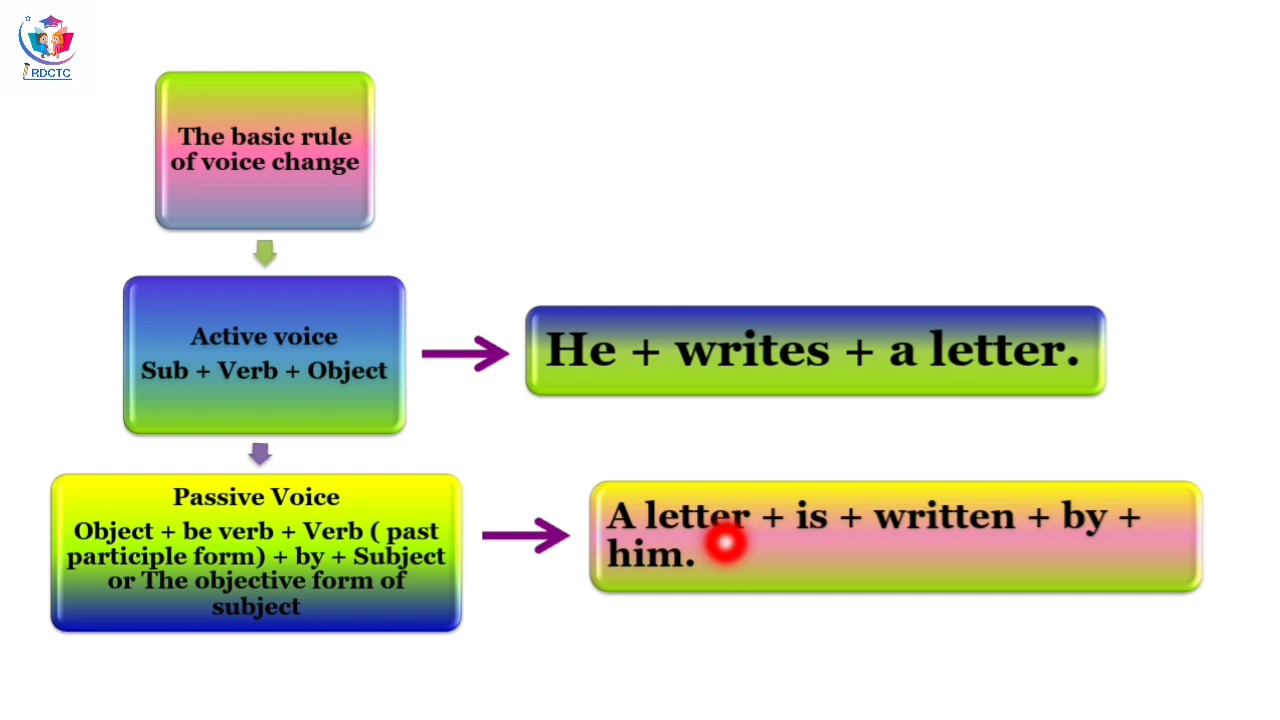 RDCTC
The basic rule
of voice change
Active voice
Sub + Verb + Object
He + writes + a letter.
Passive Voice
Object + be verb + Verb ( past
participle form) + by + Subject
or The objective form of
subject
A letter + is + written + by +
him.